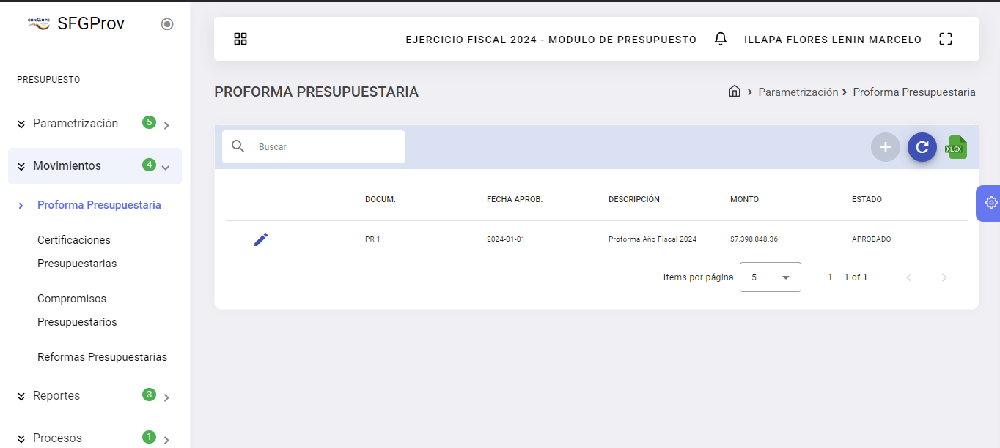 CONGOPE
SFGProv
EJERCICIO FISCAL 2024 - MODULO DE PRESUPUESTO
ILLAPA FLORES LENIN MARCELO
PRESUPUESTO
Parametrización 5
Movimientos 4
Proforma Presupuestaria
Certificaciones
Presupuestarias
Compromisos
Presupuestarios
Reformas Presupuestarias
Reportes 3
Procesos 1
PROFORMA PRESUPUESTARIA
Parametrización > Proforma Presupuestaria
Buscar
XLSX
DOCUM. FECHA APROB. DESCRIPCIÓN MONTO ESTADO
PR 1 2024-01-01 Proforma Año Fiscal 2024 $7,398,848.36 APROBADO
Items por página 5 1 – 1 of 1